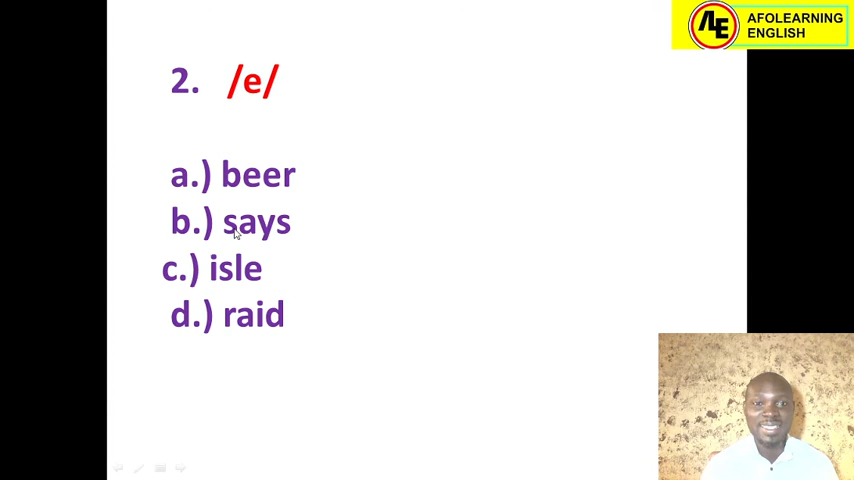 AFOLEARNING
ENGLISH
2. /e/
a.) beer
b.) says
c.) isle
d.) raid